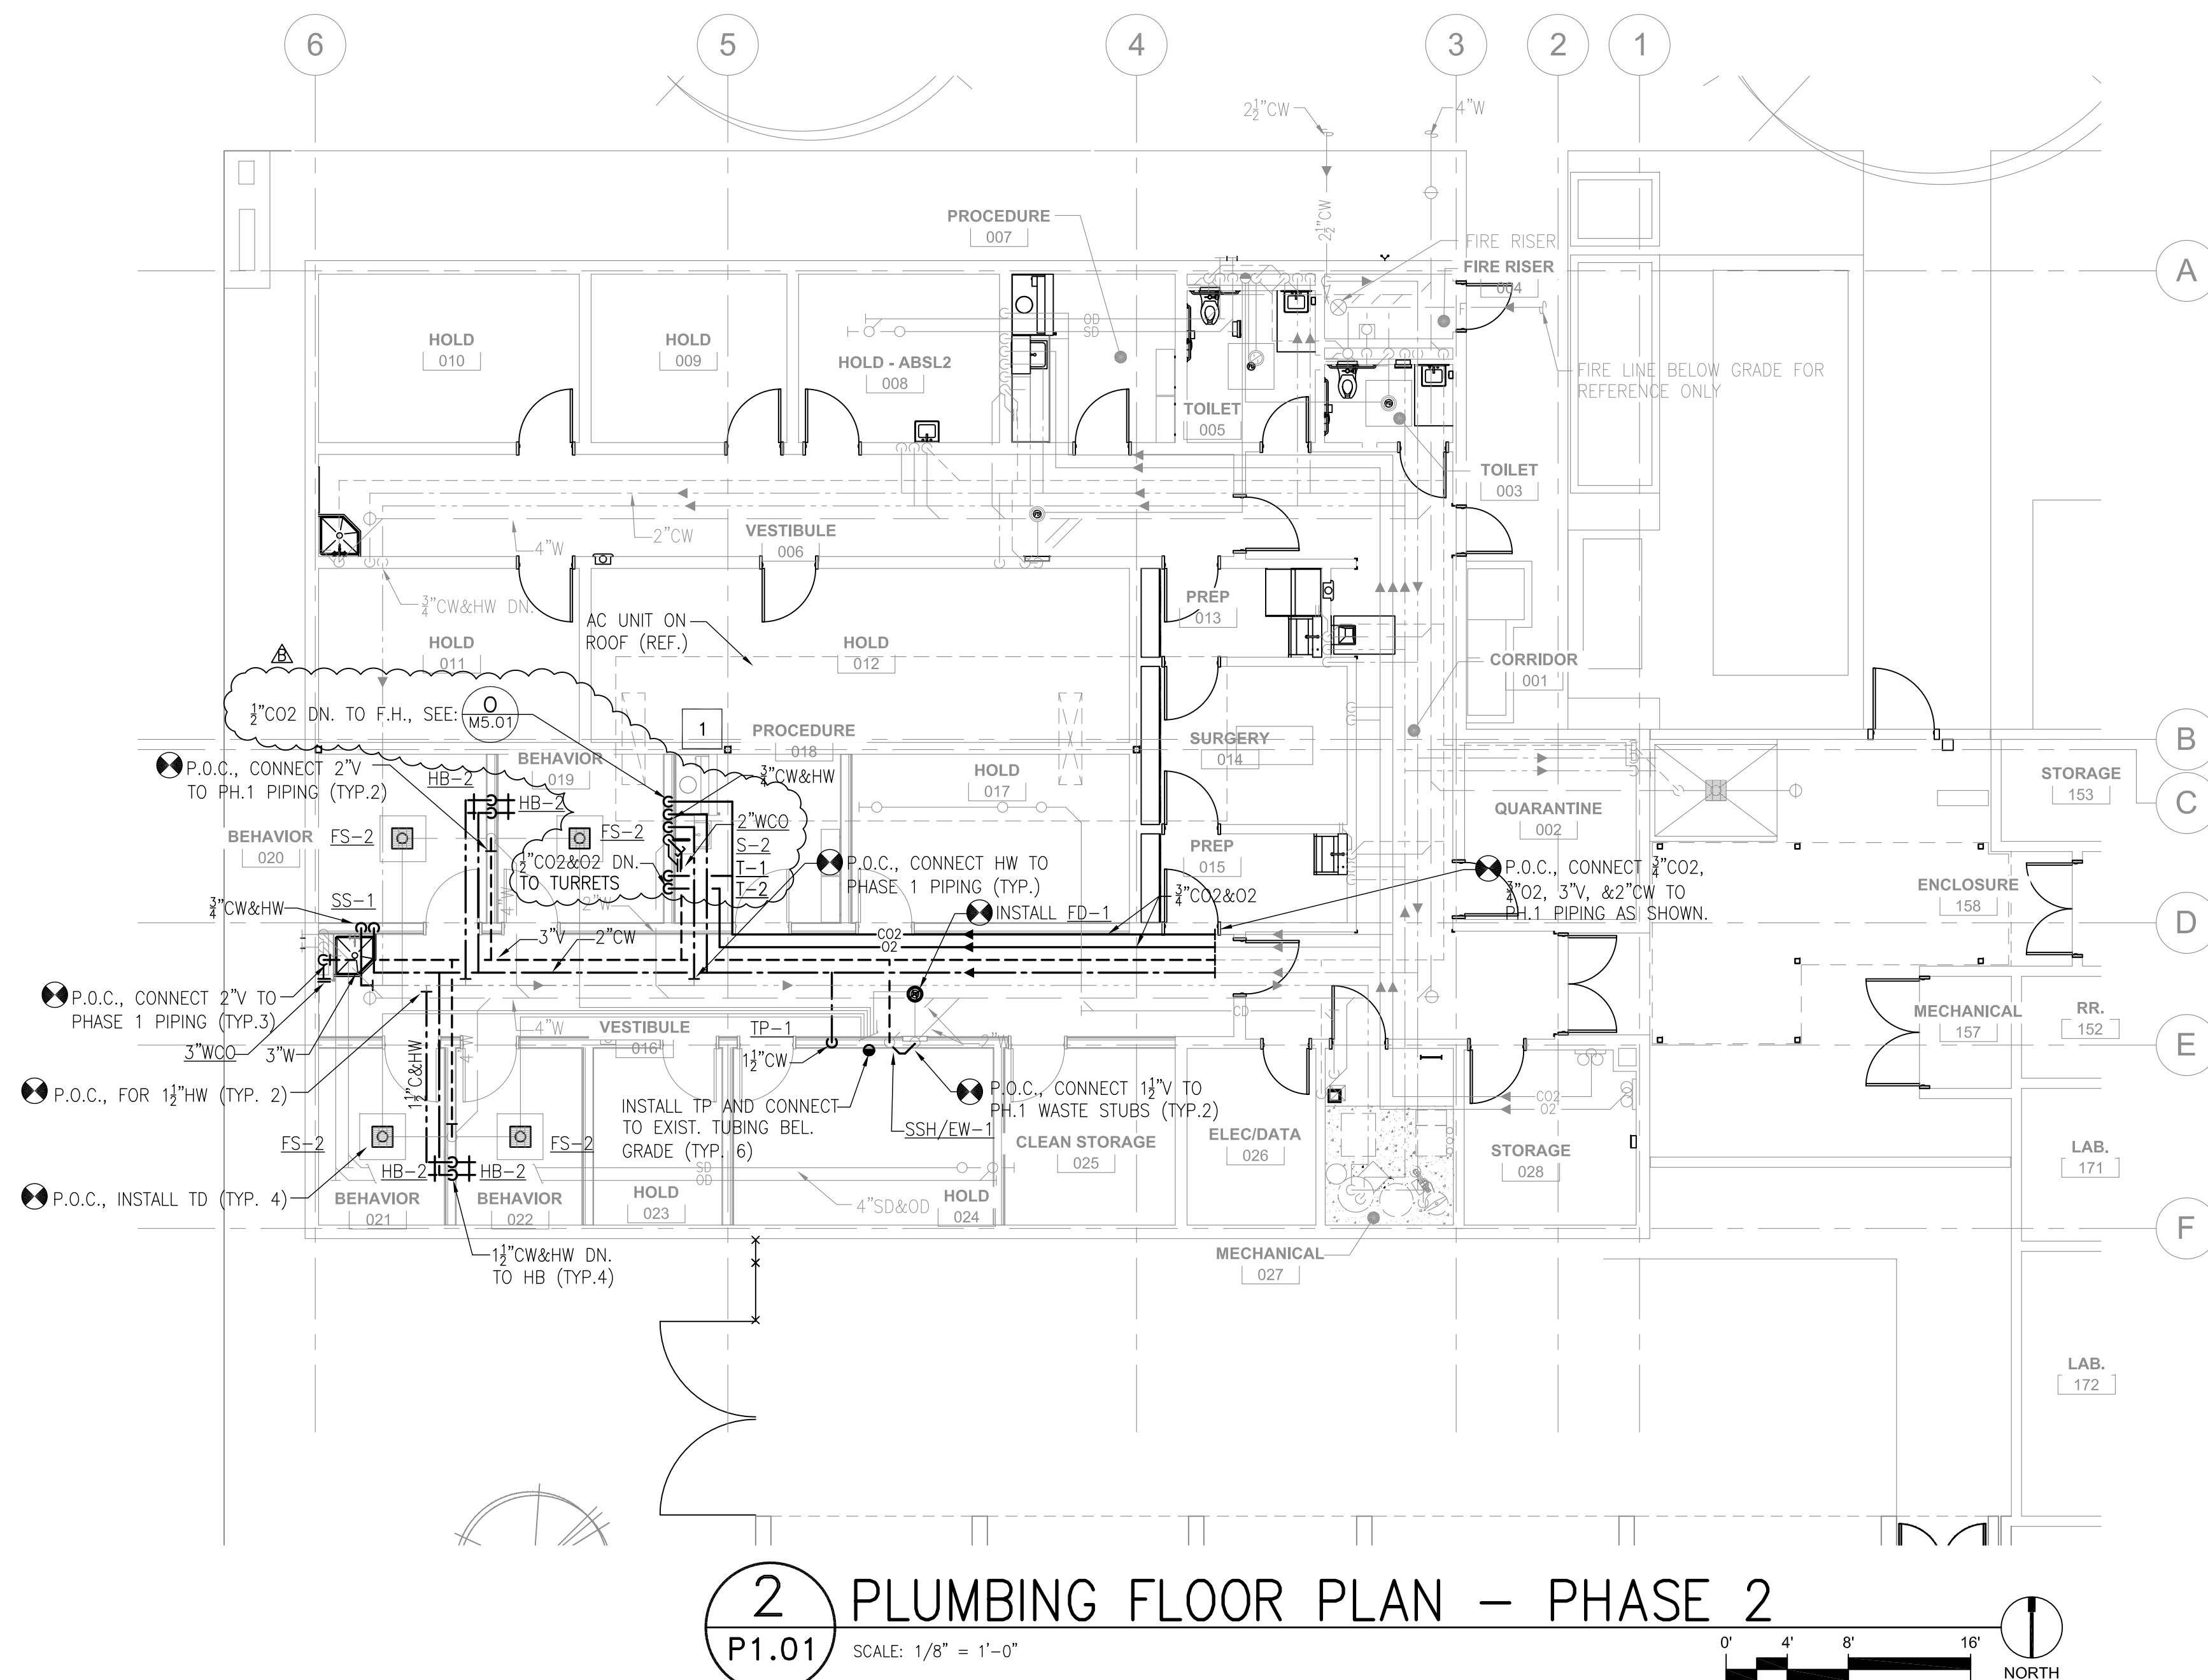 6
5
4
3
2
1
2½"CW
4"W
2½"CW
PROCEDURE
007
FIRE RISER
FIRE RISER
004
A
OD
SD
F
HOLD
010
HOLD
009
HOLD - ABSL2
008
FIRE LINE BELOW GRADE FOR
REFERENCE ONLY
TOILET
005
TOILET
003
4"W
2"CW
VESTIBULE
006
¾"CW&HW DN.
AC UNIT ON
ROOF (REF.)
PREP
013
HOLD
011
HOLD
012
B
CORRIDOR
001
½"CO2 DN. TO F.H., SEE:
0
M5.01
1
PROCEDURE
018
SURGERY
014
B
P.O.C., CONNECT 2"V
TO PH.1 PIPING (TYP.2)
HB-2
BEHAVIOR
019
¾"CW&HW
HOLD
017
STORAGE
153
HB-2
QUARANTINE
002
C
BEHAVIOR
020
FS-2
FS-2
2"WCO
S-2
T-1
T-2
½"CO2&O2 DN.
TO TURRETS
P.O.C., CONNECT HW TO
PHASE 1 PIPING (TYP.)
PREP
015
P.O.C., CONNECT ¾"CO2,
¾"O2, 3"V, &2"CW TO
PH.1 PIPING AS SHOWN.
ENCLOSURE
158
¾"CW&HW
SS-1
4"W
2"W
INSTALL FD-1
¾"CO2&O2
D
3"V
2"CW
CO2
O2
P.O.C., CONNECT 2"V TO
PHASE 1 PIPING (TYP.3)
3"WCO
3"W
4"W
VESTIBULE
016
TP-1
1½"CW
2"W
CD
MECHANICAL
157
RR.
152
E
P.O.C., FOR 1½"HW (TYP. 2)
1½"C&HW
4"W
INSTALL TP AND CONNECT
TO EXIST. TUBING BEL.
GRADE (TYP. 6)
P.O.C., CONNECT 1½"V TO
PH.1 WASTE STUBS (TYP.2)
SSH/EW-1
CO2
O2
FS-2
FS-2
CLEAN STORAGE
025
ELEC/DATA
026
STORAGE
028
LAB.
171
HB-2
HB-2
P.O.C., INSTALL TD (TYP. 4)
BEHAVIOR
021
BEHAVIOR
022
HOLD
023
SD
OD
4"SD&OD
HOLD
024
F
1½"CW&HW DN.
TO HB (TYP.4)
MECHANICAL
027
LAB.
172
2
P1.01
PLUMBING FLOOR PLAN – PHASE 2
SCALE: 1/8" = 1'-0"
0' 4' 8' 16'
NORTH